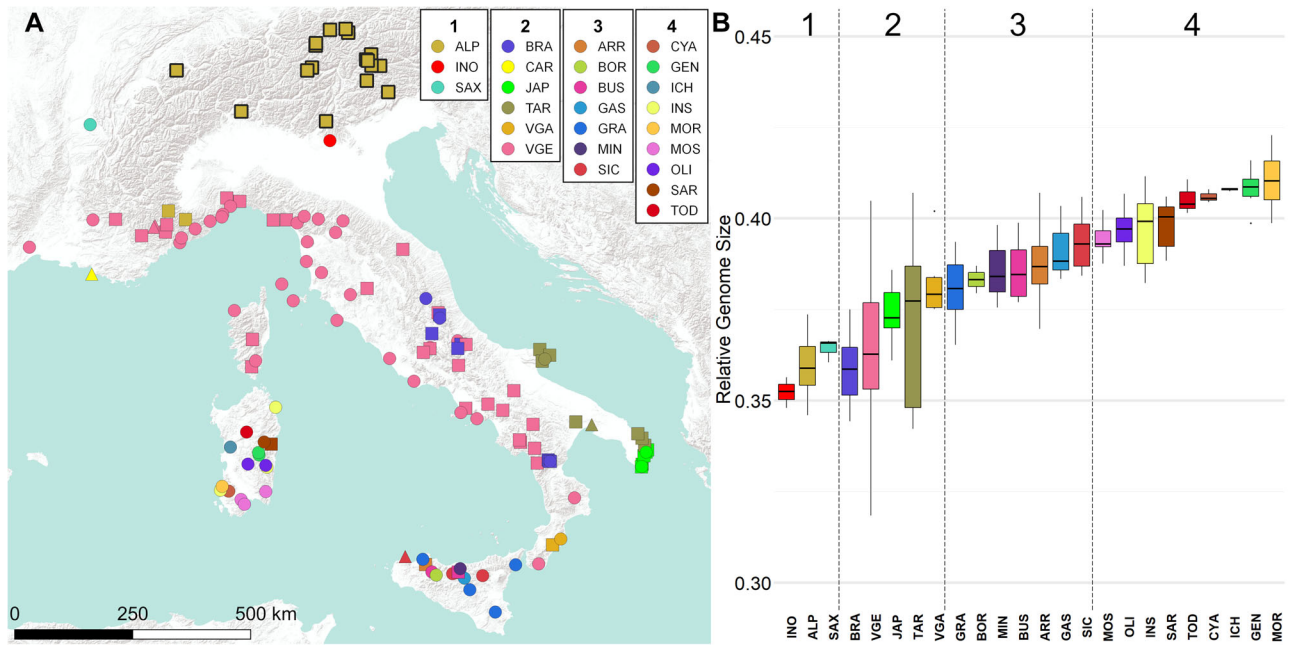 A
1
ALP
INO
SAX
2
BRA
CAR
JAP
TAR
VGA
VGE
3
ARR
BOR
BUS
GAS
GRA
MIN
SIC
4
CYA
GEN
ICH
INS
MOR
MOS
OLI
SAR
TOD
0 250 500 km
B
1 2 3 4
Relative Genome Size
0.45
0.40
0.35
0.30
INO ALP SAX BRA VGE JAP TAR VGA GRA BOR MIN BUS ARR GAS SIC MOS OLI INS SAR TOD CYA ICH GEN MOR